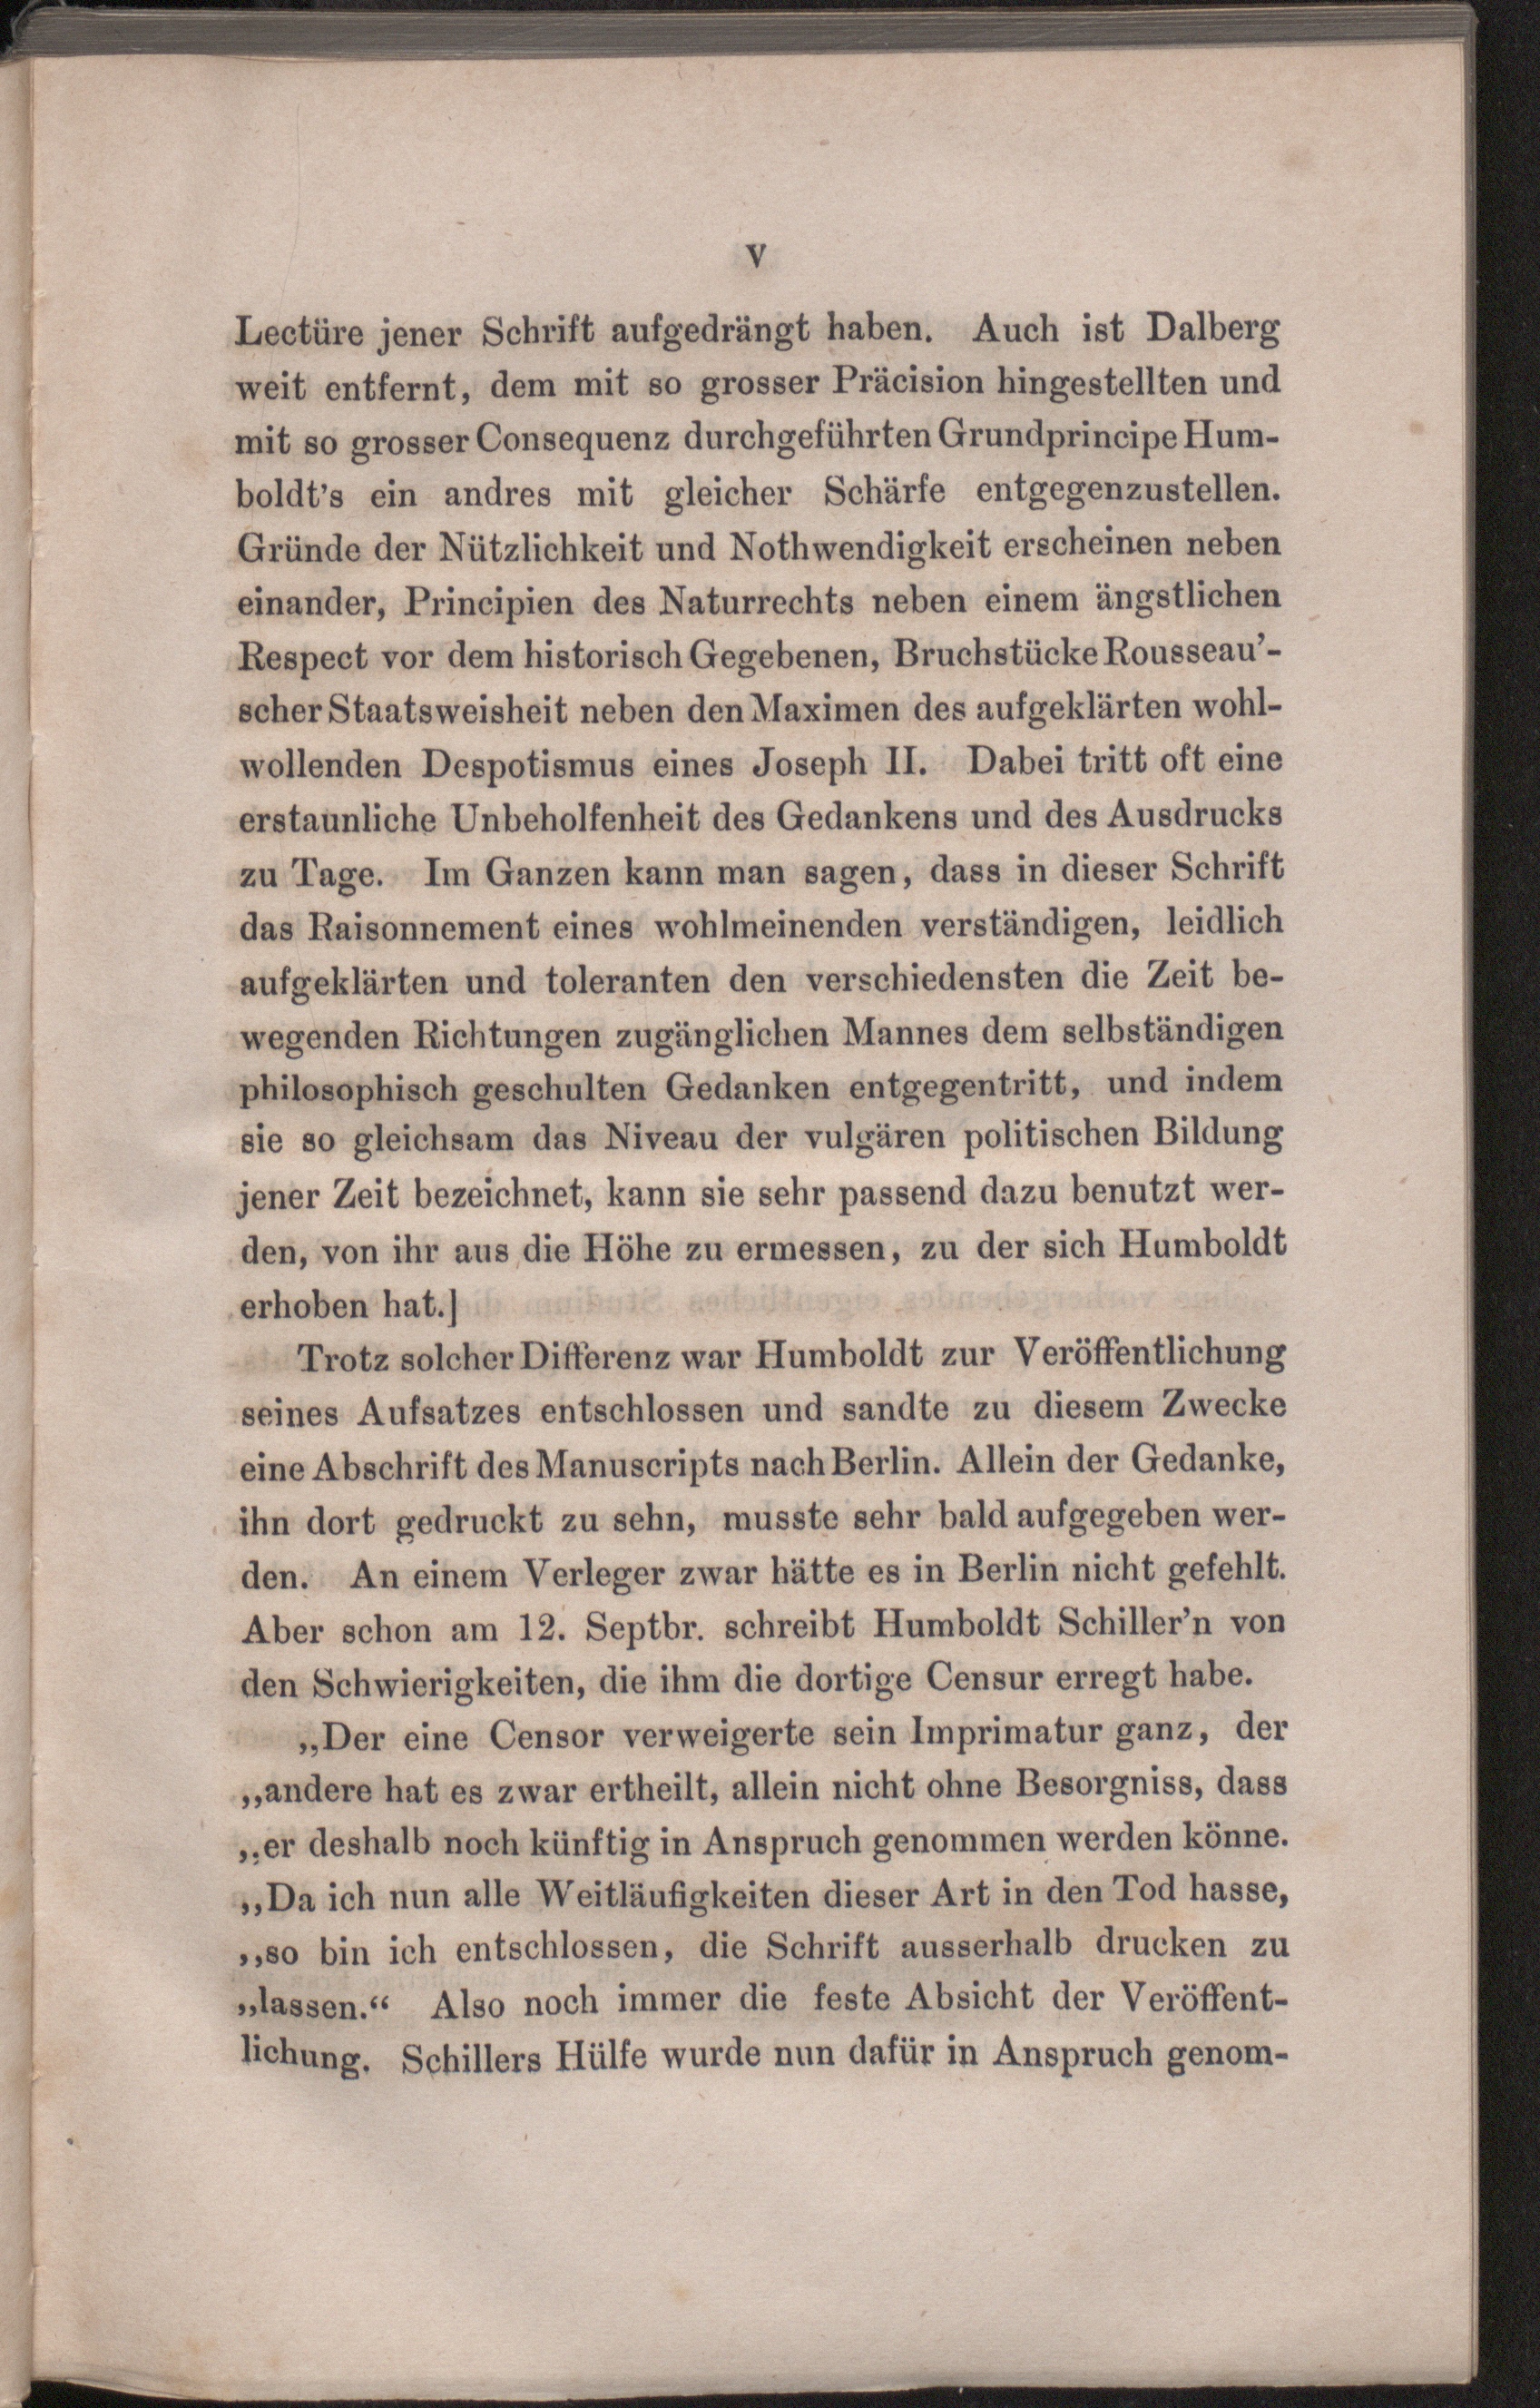 V
Lectüre jener Schrift aufgedrängt haben. Auch ist Dalberg
weit entfernt, dem mit so grosser Präcision hingestellten und
mit so grosser Consequenz durchgeführten Grundprincipe Hum-
boldt's ein andres mit gleicher Schärfe entgegenzustellen.
Gründe der Nützlichkeit und Nothwendigkeit erscheinen neben
einander, Principien des Naturrechts neben einem ängstlichen
Respect vor dem historisch Gegebenen, Bruchstücke Rousseau'-
scher Staatsweisheit neben den Maximen des aufgeklärten wohl-
wollenden Despotismus eines Joseph II. Dabei tritt oft eine
erstaunliche Unbeholfenheit des Gedankens und des Ausdrucks
zu Tage. Im Ganzen kann man sagen, dass in dieser Schrift
das Raisonnement eines wohlmeinenden verständigen, leidlich
aufgeklärten und toleranten den verschiedensten die Zeit be-
wegenden Richtungen zugänglichen Mannes dem selbständigen
philosophisch geschulten Gedanken entgegentritt, und indem
sie so gleichsam das Niveau der vulgären politischen Bildung
jener Zeit bezeichnet, kann sie sehr passend dazu benutzt wer-
den, von ihr aus die Höhe zu ermessen, zu der sich Humboldt
erhoben hat.]
Trotz solcher Differenz war Humboldt zur Veröffentlichung
seines Aufsatzes entschlossen und sandte zu diesem Zwecke
eine Abschrift des Manuscripts nach Berlin. Allein der Gedanke,
ihn dort gedruckt zu sehn, musste sehr bald aufgegeben wer-
den. An einem Verleger zwar hätte es in Berlin nicht gefehlt.
Aber schon am 12. Septbr. schreibt Humboldt Schiller'n von
den Schwierigkeiten, die ihm die dortige Censur erregt habe.
„Der eine Censor verweigerte sein Imprimatur ganz, der
„andere hat es zwar ertheilt, allein nicht ohne Besorgniss, dass
„er deshalb noch künftig in Anspruch genommen werden könne.
„Da ich nun alle Weitläufigkeiten dieser Art in den Tod hasse,
„so bin ich entschlossen, die Schrift ausserhalb drucken zu
„lassen.“ Also noch immer die feste Absicht der Veröffent-
lichung. Schillers Hülfe wurde nun dafür in Anspruch genom-